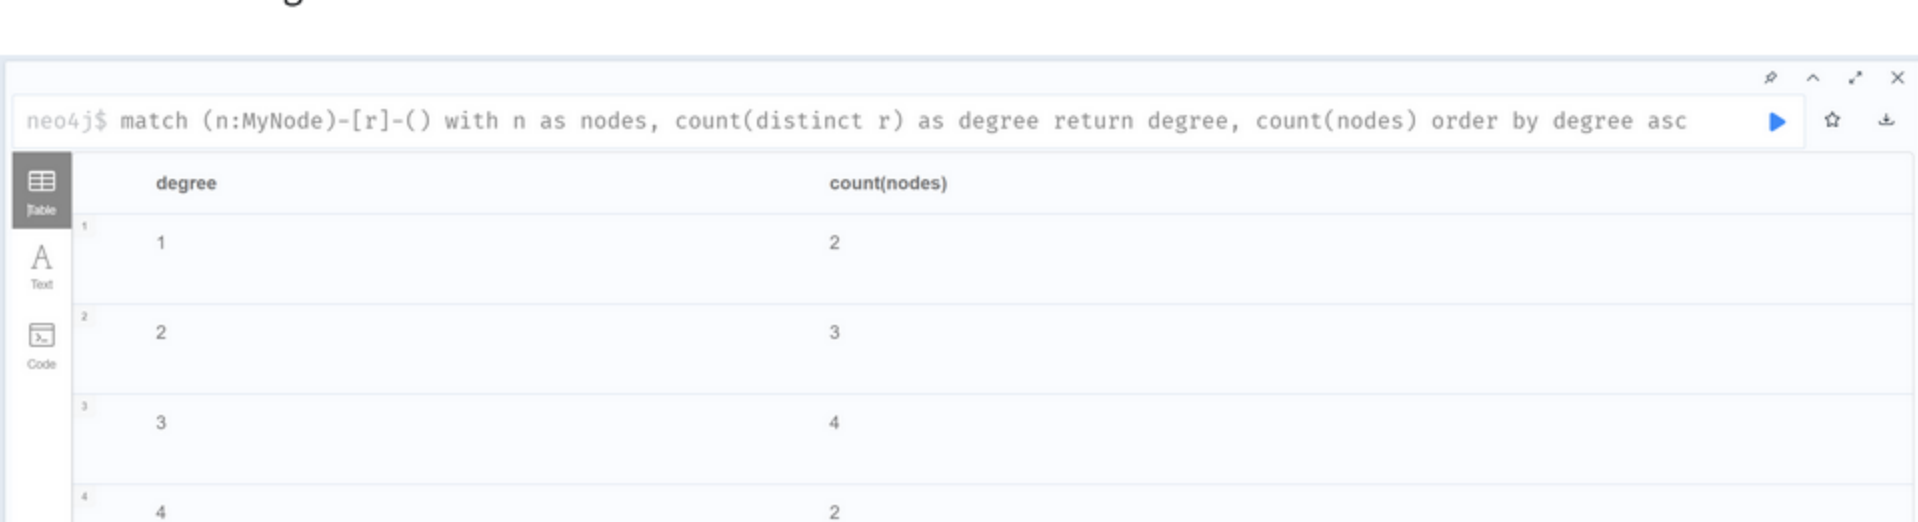 neo4j$ match (n:MyNode)-[r]-() with n as nodes, count(distinct r) as degree return degree, count(nodes) order by degree asc
Table
degree count(nodes)
1
1 2
Text
2
2 3
Code
3
3 4
4
4 2